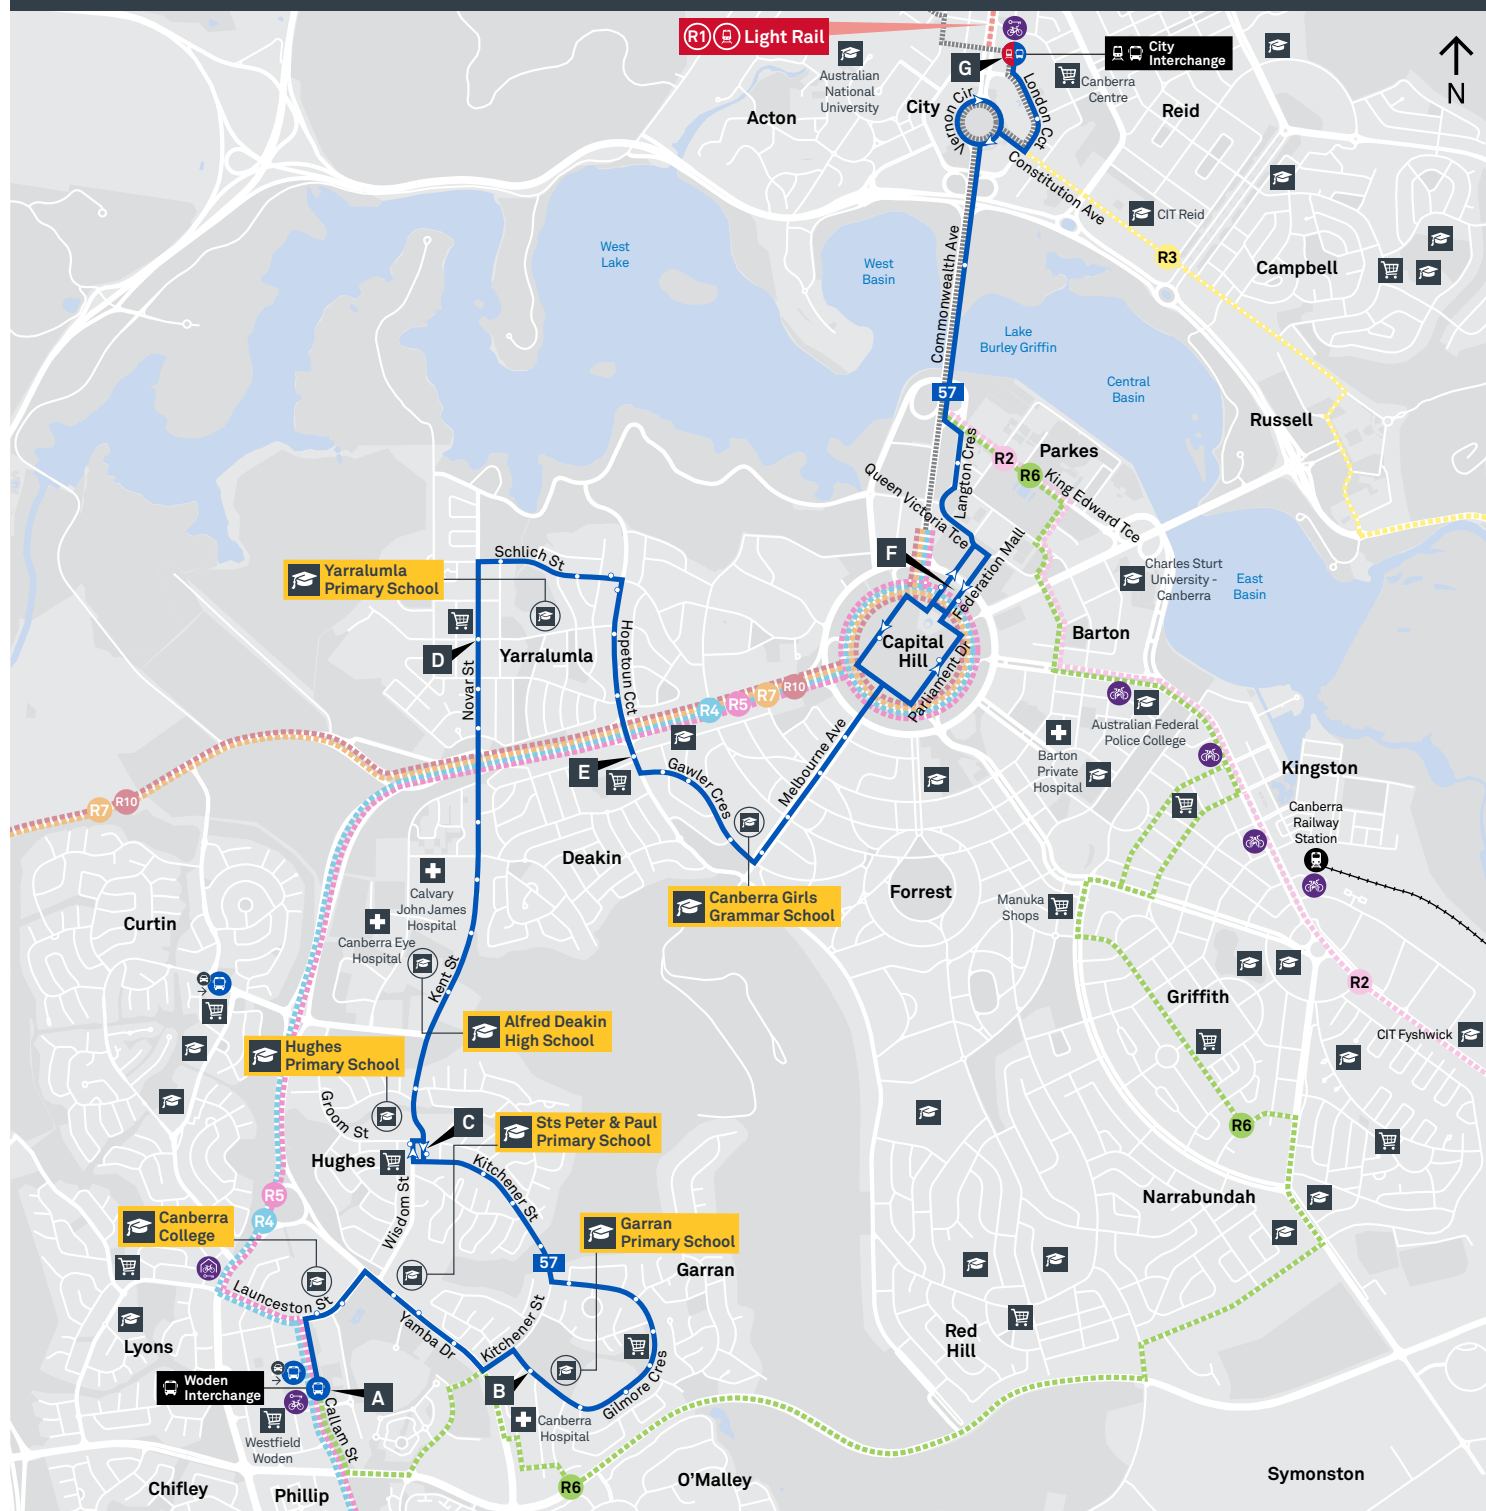 R1 Light Rail
City
Interchange
N
G
Australian
National
University
Canberra
Centre
City
Acton
Reid
Vernon Cir
London Cct
Constitution Ave
CIT Reid
R3
Campbell
West
Lake
West
Basin
Commonwealth Ave
Lake
Burley Griffin
Central
Basin
57
Russell
Parkes
R2
R6
Langton Cres
King Edward Tce
Queen Victoria Tce
Federation Mall
F
Schlich St
Yarralumla
Primary School
Charles Sturt
University -
Canberra
East
Basin
Barton
Capital
Hill
Parliament Dr
D
Yarralumla
Hopetoun Cct
Novar St
R4
R5
R7
R10
Australian Federal
Police College
Barton
Private
Hospital
Kingston
Canberra
Railway
Station
E
Gawler Cres
Melbourne Ave
R7
R10
Deakin
Calvary
John James
Hospital
Canberra Girls
Grammar School
Forrest
Manuka
Shops
Curtin
Canberra Eye
Hospital
Kent St
R2
Griffith
Alfred Deakin
High School
CIT Fyshwick
Hughes
Primary School
Groom St
C
Sts Peter & Paul
Primary School
R6
Hughes
Kitchener St
Wisdom St
R5
R4
Narrabundah
Canberra
College
Garran
Primary School
57
Garran
Launceston St
Yamba Dr
Kitchener St
Lyons
Red
Hill
Woden
Interchange
A
B
Gilmore Cres
Canberra
Hospital
Callam St
Westfield
Woden
R6
O'Malley
Chifley
Phillip
Symonston